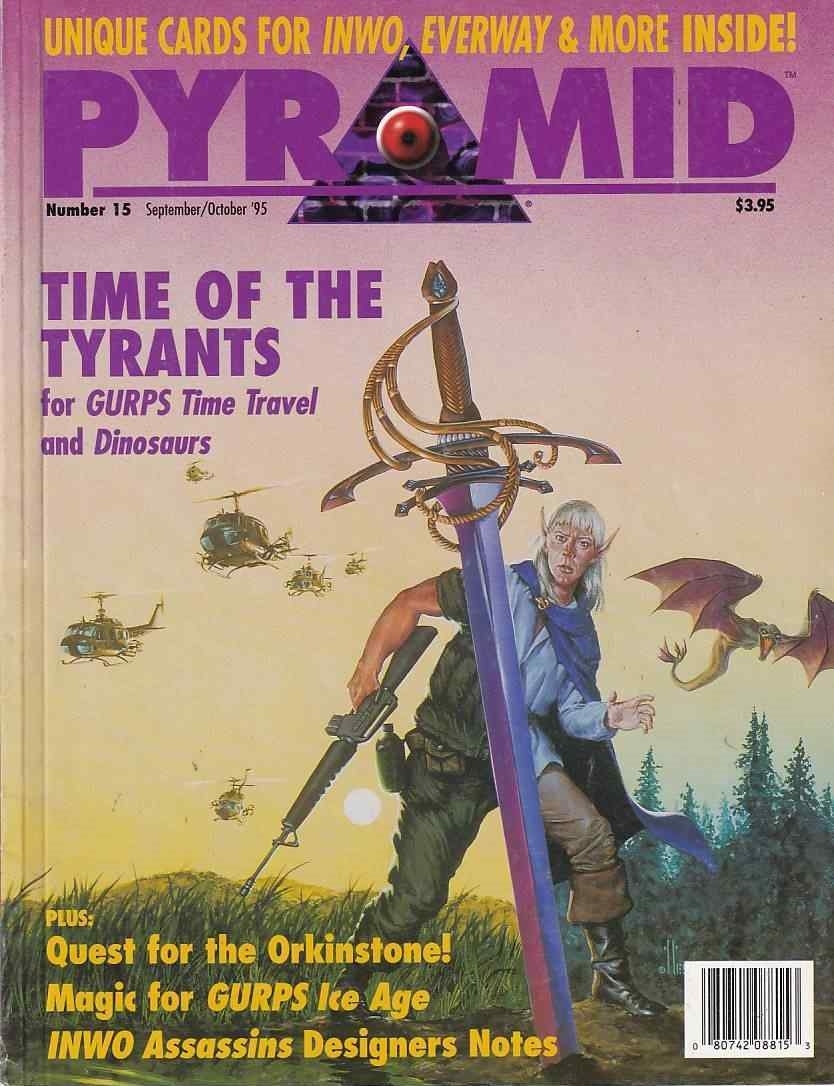 UNIQUE CARDS FOR INWO, EVERWAY & MORE INSIDE!
PYRAMID™
Number 15 September/October '95
®
$3.95
TIME OF THE
TYRANTS
for GURPS Time Travel
and Dinosaurs
PLUS:
Quest for the Orkinstone!
Magic for GURPS Ice Age
INWO Assassins Designers Notes
0 80742 08815 3